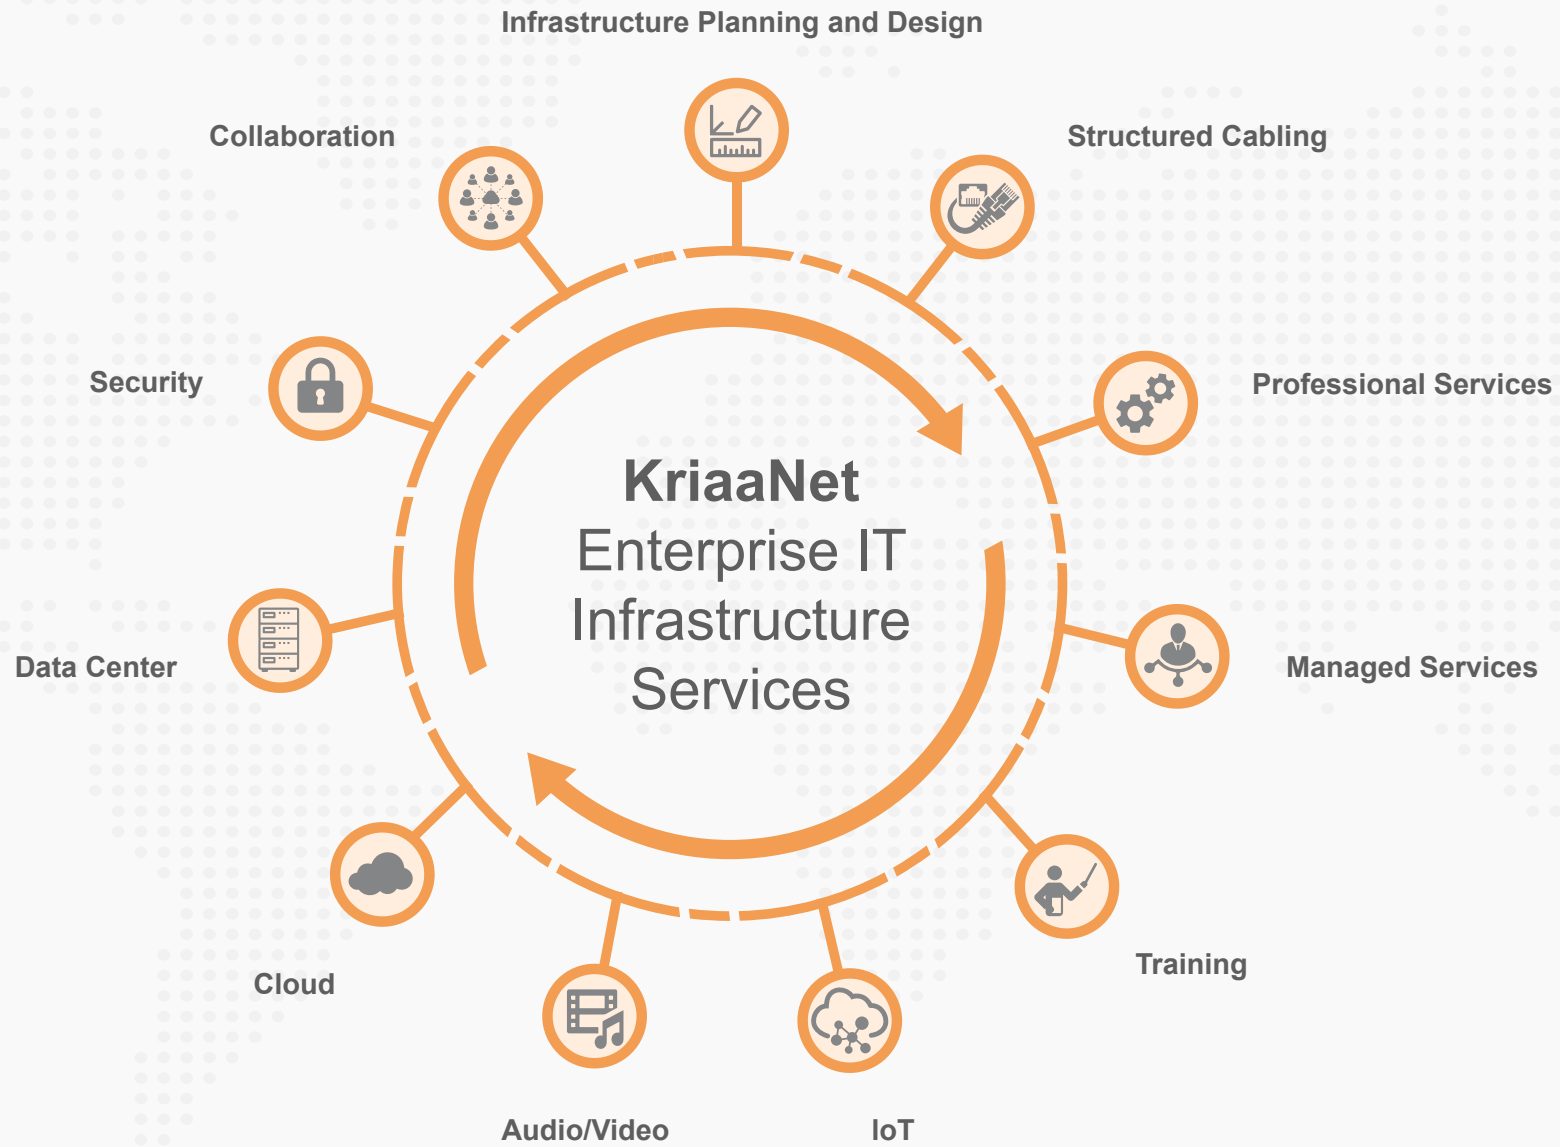 Infrastructure Planning and Design
Collaboration
Structured Cabling
Security
Professional Services
KriaaNet
Enterprise IT
Infrastructure
Services
Data Center
Managed Services
Cloud
Training
Audio/Video
IoT